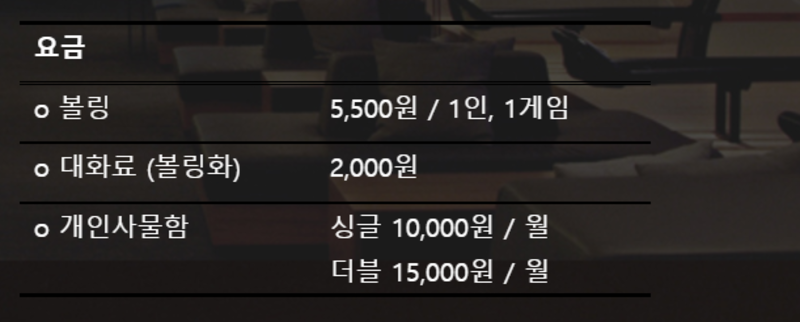 요금
o 볼링 5,500원 / 1인, 1게임
o 대화료 (볼링화) 2,000원
o 개인사물함 싱글 10,000원 / 월
더블 15,000원 / 월